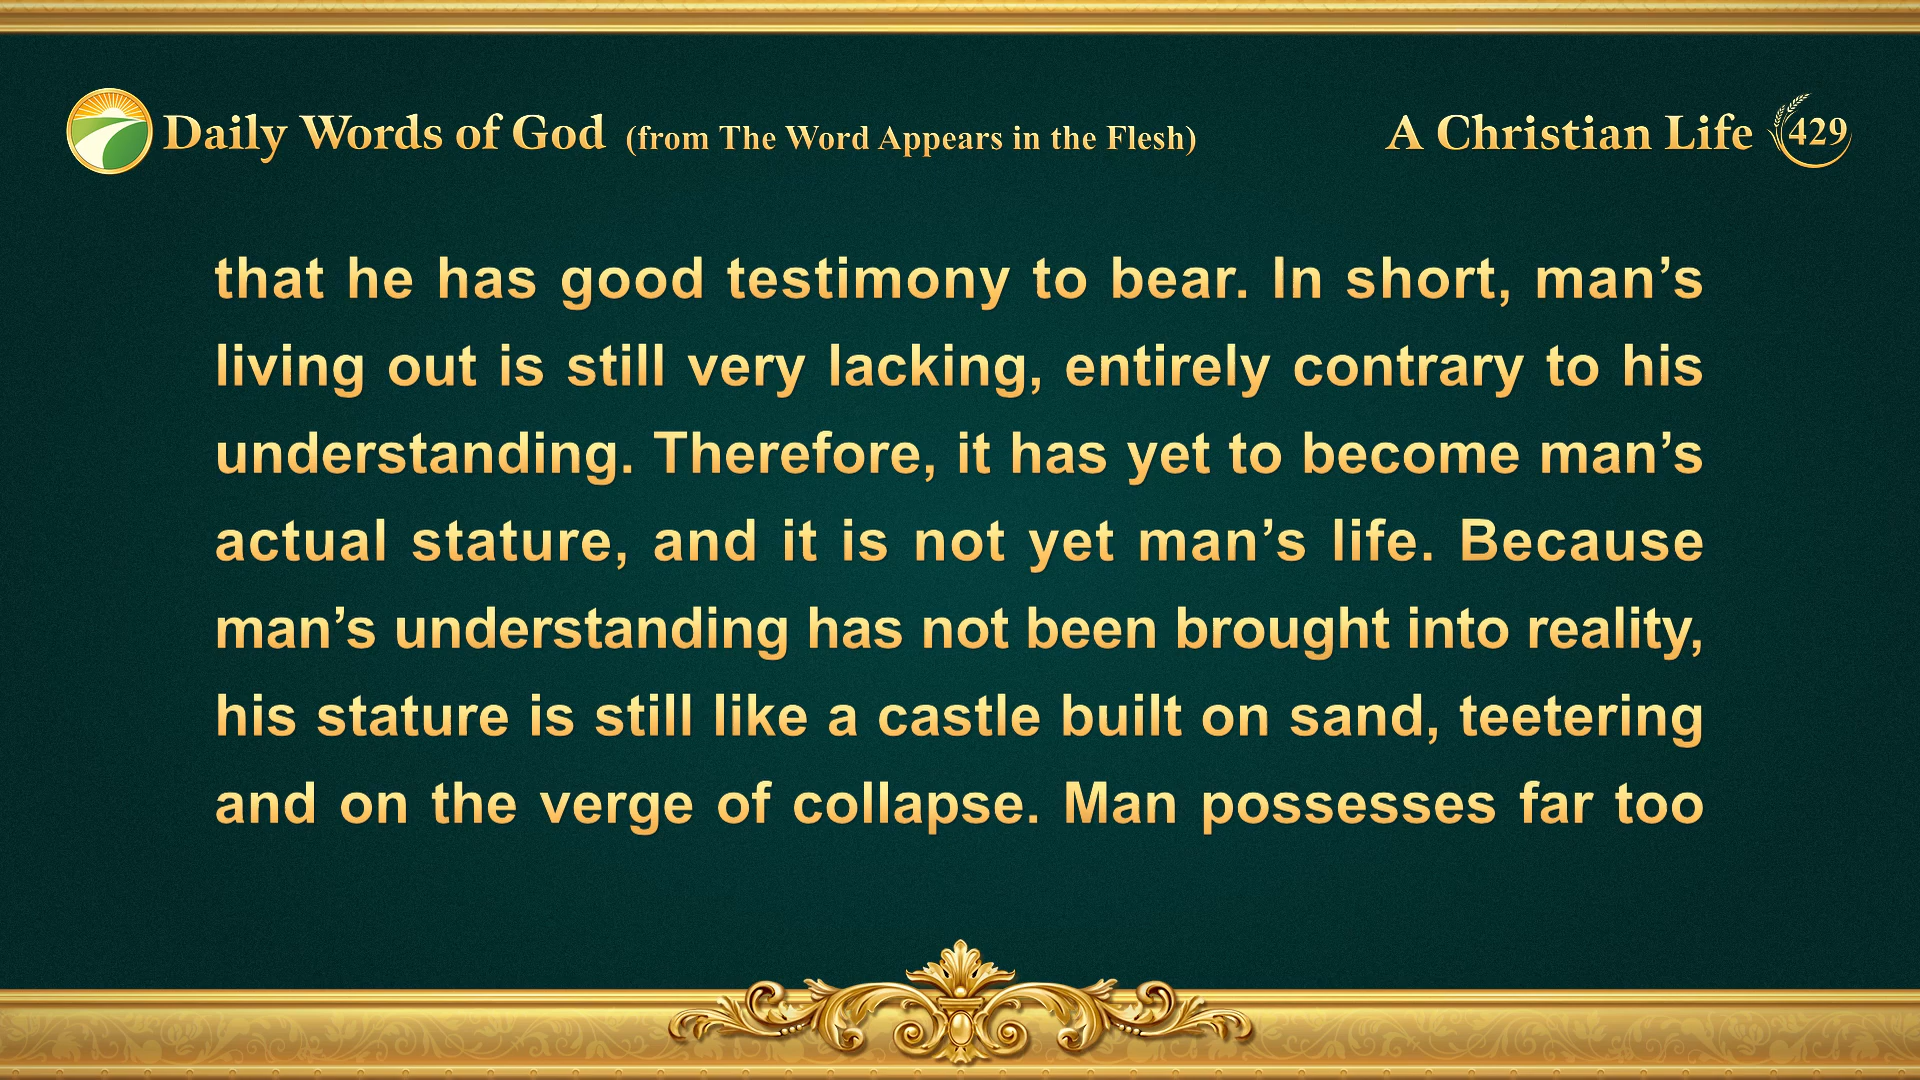 Daily Words of God (from The Word Appears in the Flesh)
A Christian Life 429
that he has good testimony to bear. In short, man’s
living out is still very lacking, entirely contrary to his
understanding. Therefore, it has yet to become man’s
actual stature, and it is not yet man’s life. Because
man’s understanding has not been brought into reality,
his stature is still like a castle built on sand, teetering
and on the verge of collapse. Man possesses far too